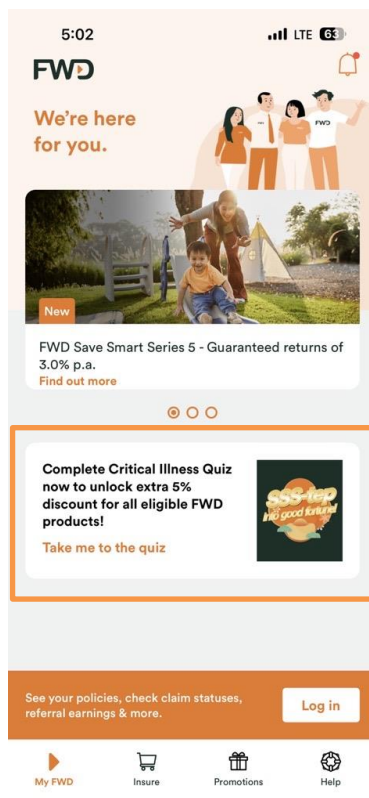 5:02
LTE 63
FWD
We're here
for you.
FWD
New
FWD Save Smart Series 5 - Guaranteed returns of
3.0% p.a.
Find out more
Complete Critical Illness Quiz
now to unlock extra 5%
discount for all eligible FWD
products!
Take me to the quiz
SSS-tep
Into good fortune!
See your policies, check claim statuses,
referral earnings & more.
Log in
My FWD
Insure
Promotions
Help